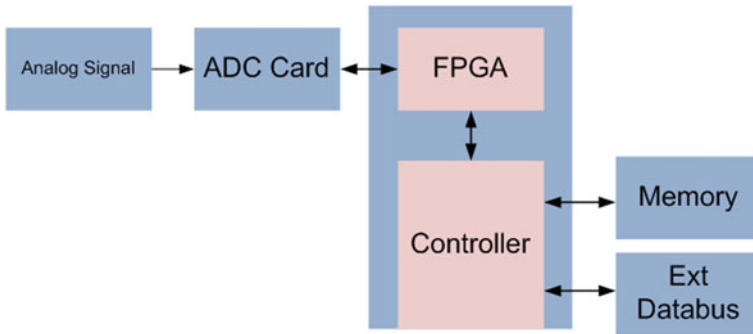 Analog Signal
ADC Card
FPGA
Controller
Memory
Ext
Databus